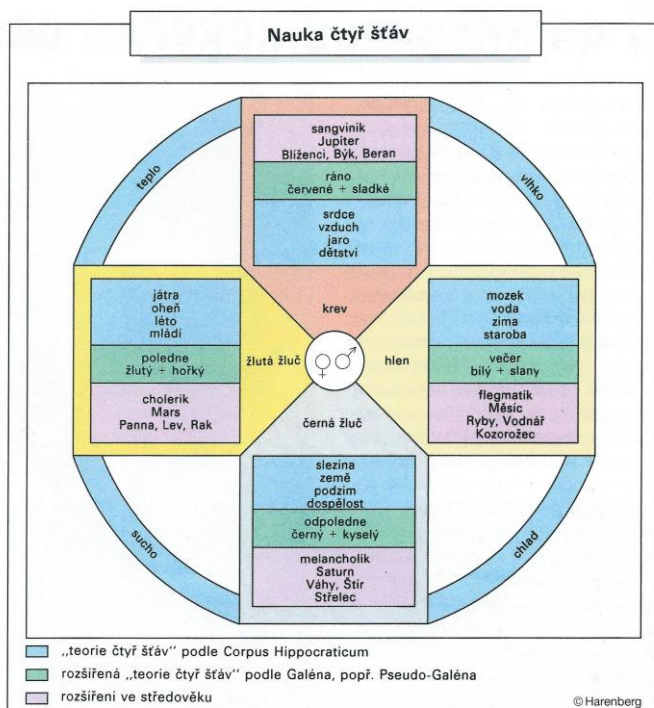 Nauka čtyř šťáv
teplo
vlhko
sangvinik
Jupiter
Blíženci, Býk, Beran
ráno
červené + sladké
srdce
vzduch
jaro
dětství
krev
játra
oheň
léto
mládí
poledne
žlutý + hořký
cholerik
Mars
Panna, Lev, Rak
žlutá žluč
hlen
mozek
voda
zima
staroba
večer
bílý + slany
flegmatik
Měsíc
Ryby, Vodnář
Kozorožec
černá žluč
slezina
země
podzim
dospělost
odpoledne
černý + kyselý
melancholik
Saturn
Váhy, Štír
Střelec
sucho
chlad
„teorie čtyř šťáv" podle Corpus Hippocraticum
rozšířená „teorie čtyř šťáv" podle Galéna, popř. Pseudo-Galéna
rozšíření ve středověku
© Harenberg